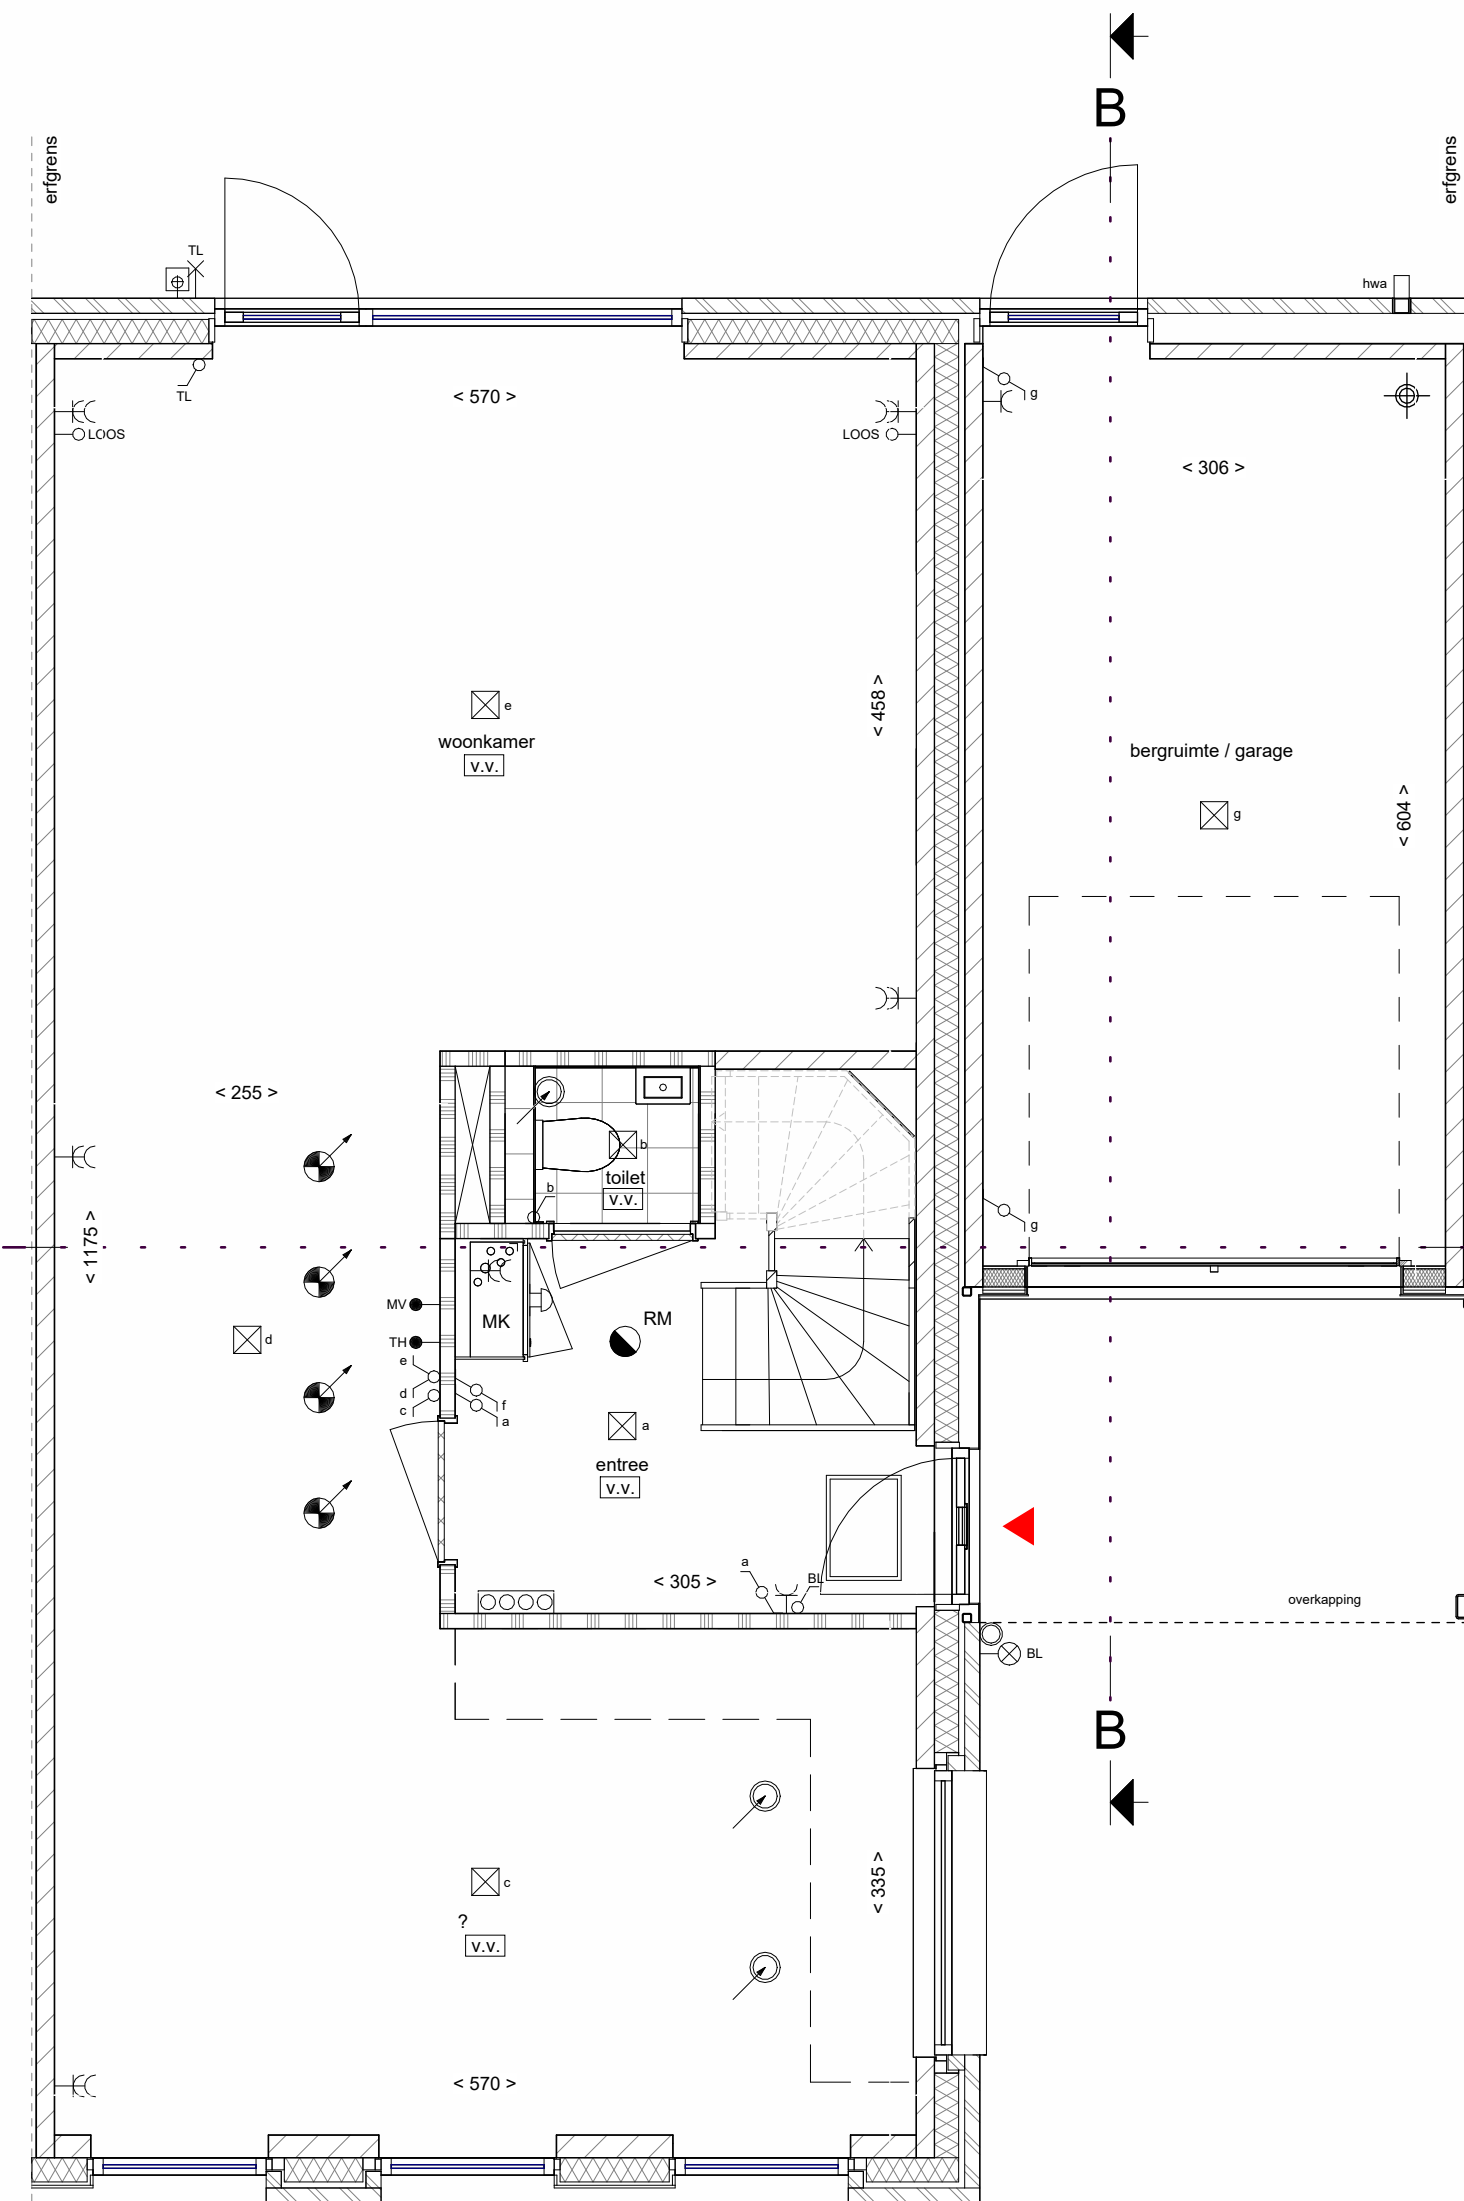 B
erfgrens
erfgrens
TL
hwa
TL
< 570 >
g
LOOS
LOOS
< 306 >
< 458 >
e
woonkamer
v.v.
bergruimte / garage
g
< 604 >
< 255 >
b
toilet
v.v.
b
g
< 1175 >
MV
MK
RM
TH
d
e
d
c
f
a
a
entree
v.v.
a
BL
< 305 >
overkapping
BL
B
< 335 >
c
?
v.v.
< 570 >